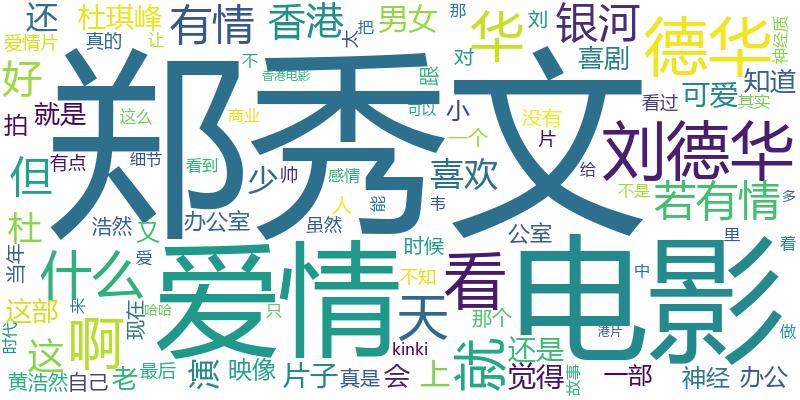 还 杜琪峰 有情 香港 男女 那 刘 银河 德华
爱情片 真的 让 不 太 把 华 神经质
好 香港电影 跟 对 喜剧 知道
拍 就是 商业 可以 小 看过 可爱 其实
郑秀文
这么 没有 刘德华
但 有点 细节 看到 少 帅 感情 一个 片 喜欢 给 不是 若有情 多
杜 浩然 又 办公室 虽然 人 能 韦 公室 里 着
当年 爱 什么 爱情 时候 看 电影 中
这部 来 现在 哈哈 只 不知 天 那个 港片 做
时代 这 啊 kinki 就 还是
黄浩然 自己 老 最后 演 映像 片子 真是 会 上 觉得 故事 一部 神经 办公